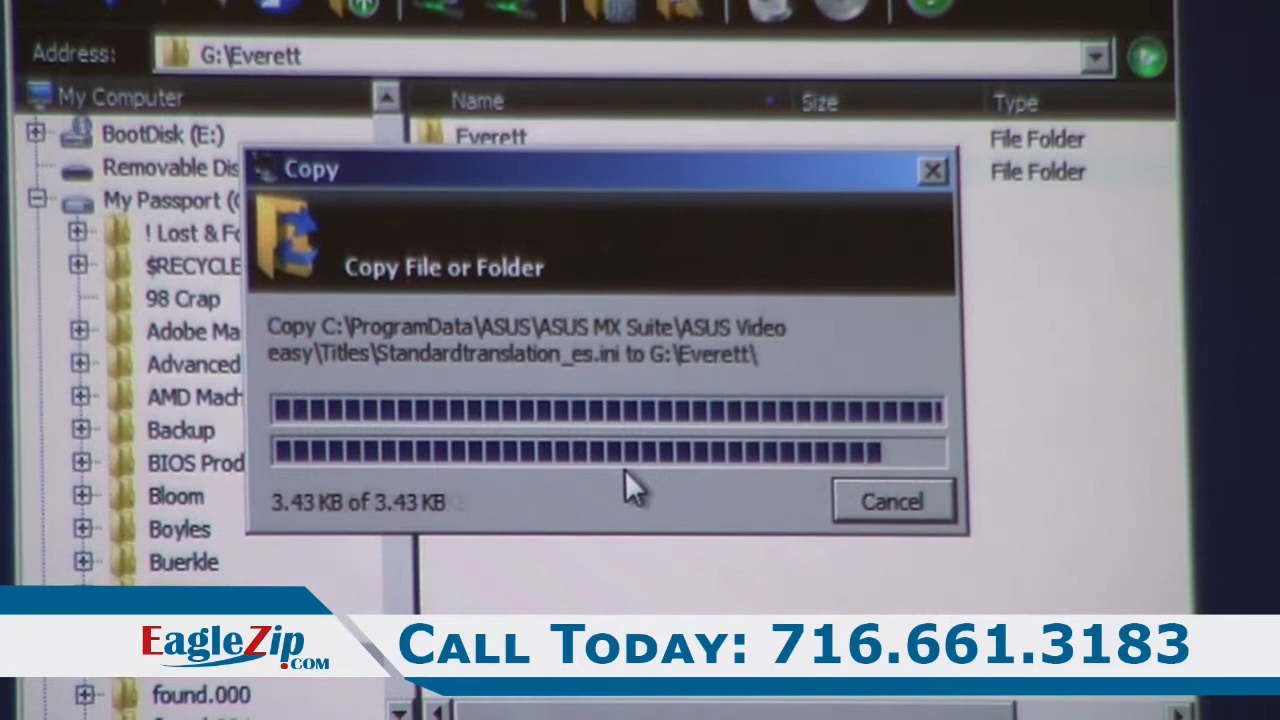 Address: G:\Everett
My Computer
Name Size Type
BootDisk (E:)
Everett File Folder
Removable Dis
File Folder
My Passport (
! Lost & Fo
$RECYCLE
98 Crap
Adobe Ma
Advanced
AMD Mach
Backup
BIOS Prod
Bloom
Boyles
Buerkle
Copy
Copy File or Folder
Copy C:\ProgramData\ASUS\ASUS MX Suite\ASUS Video
easy\Titles\Standardtranslation_es.ini to G:\Everett\
3.43 KB of 3.43 KB
Cancel
EagleZip.com
Call Today: 716.661.3183
found.000